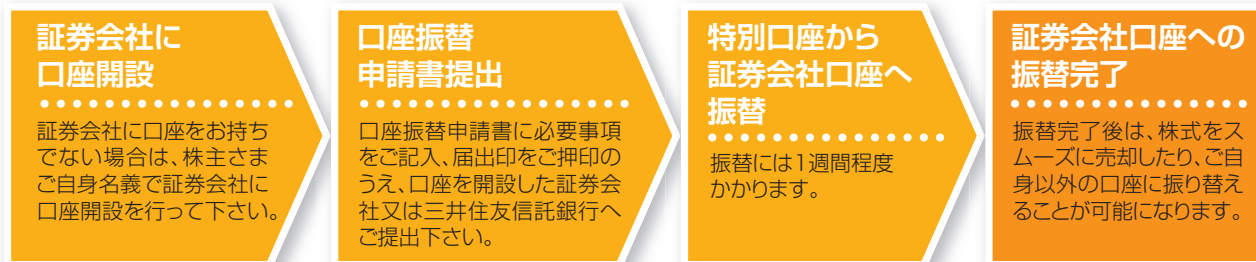 証券会社に
口座開設
証券会社に口座をお持ち
でない場合は、株主さま
ご自身名義で証券会社に
口座開設を行って下さい。
口座振替
申請書提出
口座振替申請書に必要事項
をご記入、届出印をご押印の
うえ、口座を開設した証券会
社又は三井住友信託銀行へ
ご提出下さい。
特別口座から
証券会社口座へ
振替
振替には1週間程度
かかります。
証券会社口座への
振替完了
振替完了後は、株式をス
ムーズに売却したり、ご自
身以外の口座に振り替え
ることが可能になります。